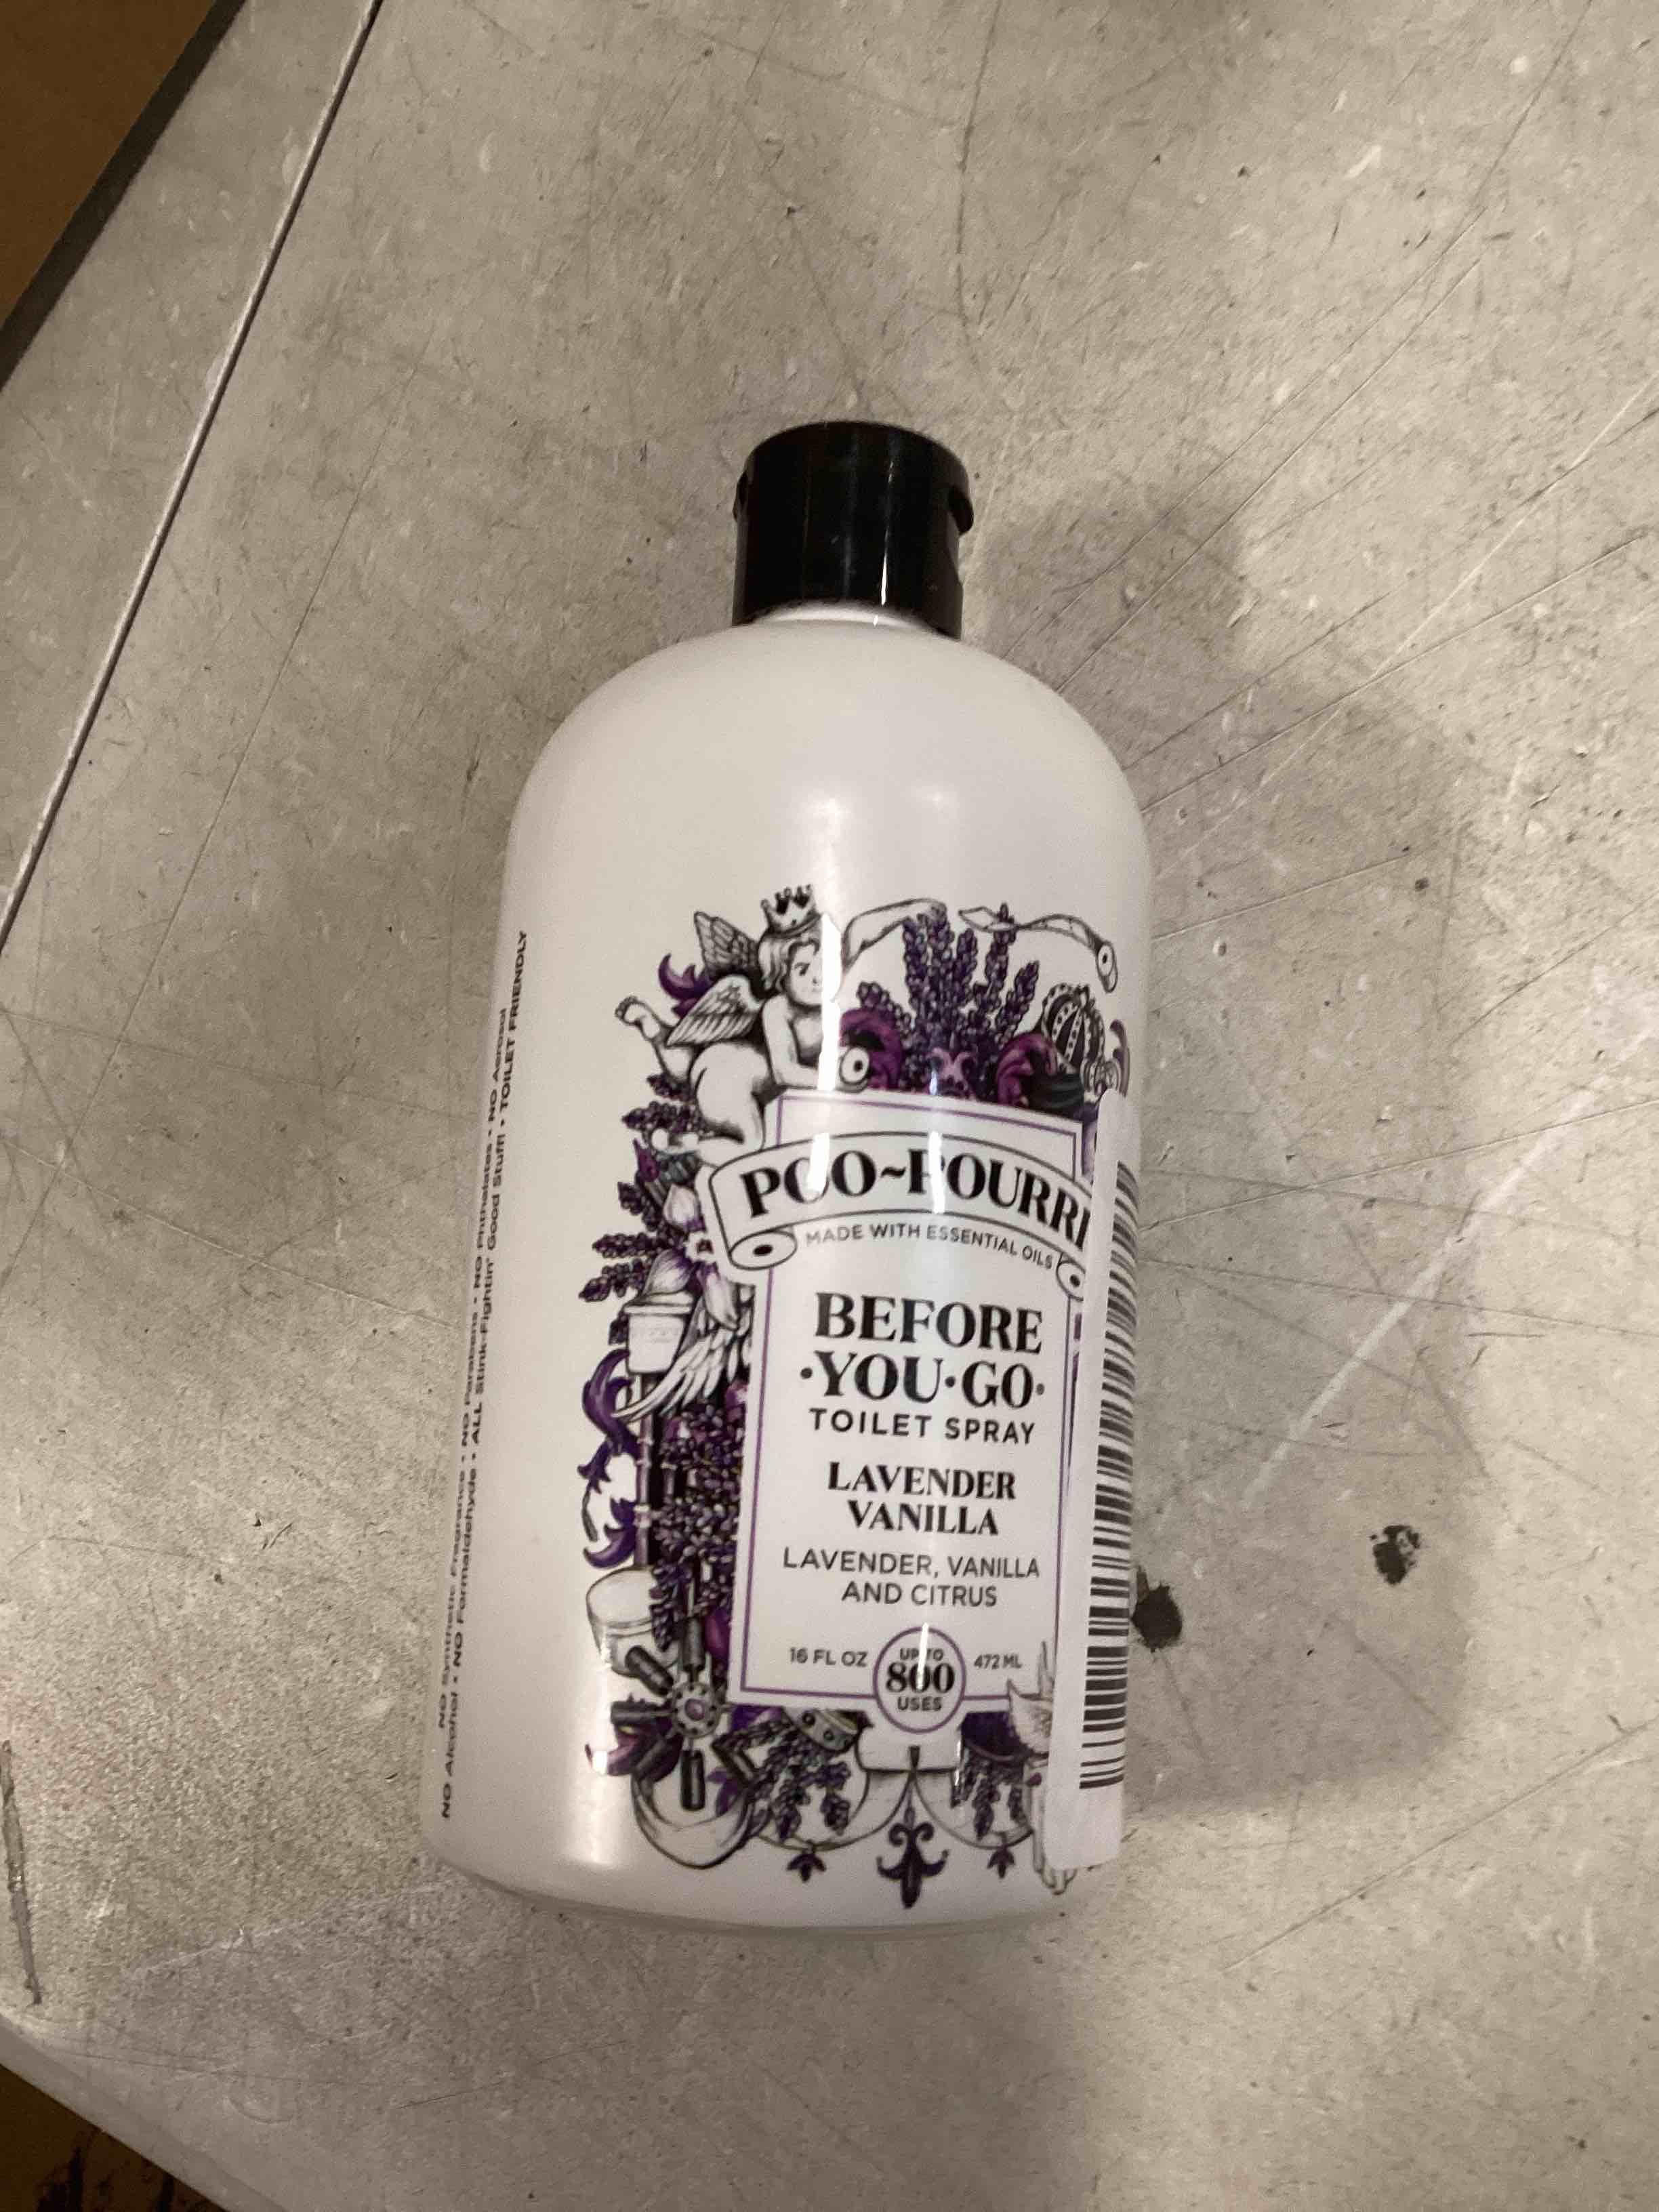 POO~POURRI
MADE WITH ESSENTIAL OILS
BEFORE
·YOU·GO·
TOILET SPRAY
LAVENDER
VANILLA
LAVENDER, VANILLA
AND CITRUS
16 FL OZ
UP TO
800
USES
472 ML
NO Synthetic Fragrance • NO Parabens • NO Phthalates • NO Aerosol
NO Alcohol • NO Formaldehyde • ALL Stink-Fightin' Good Stuff! • TOILET FRIENDLY